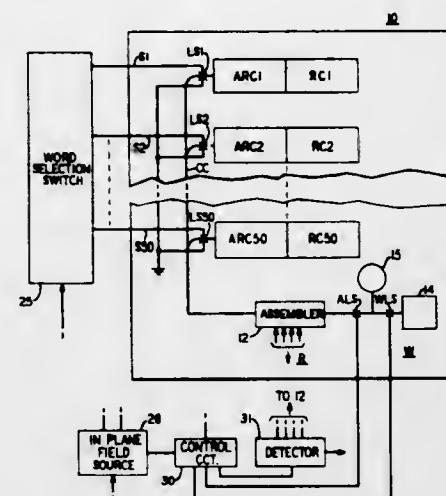 10
S1
LS1
ARC1 RC1
S2
LS2
ARC2 RC2
CC
WORD
SELECTION
SWITCH
LS50
S50
ARC50 RC50
25
15
ALS WLS 44
ASSEMBLER
12
R
W
TO 12
28
31
IN PLANE
FIELD
SOURCE
CONTROL
CCT.
30
DETECTOR